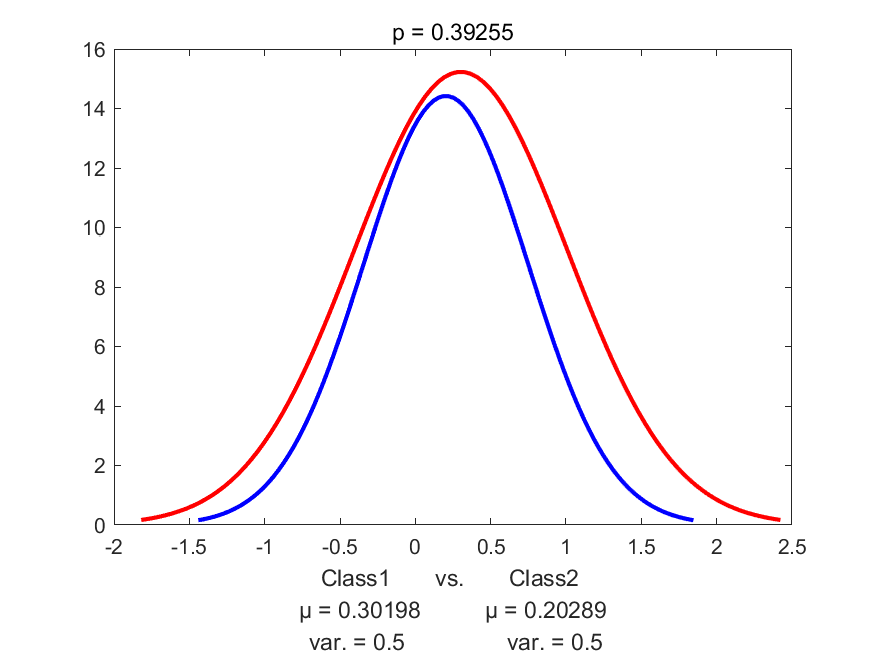 p = 0.39255
16
14
12
10
8
6
4
2
0
-2 -1.5 -1 -0.5 0 0.5 1 1.5 2 2.5
Class1 vs. Class2
μ = 0.30198 μ = 0.20289
var. = 0.5 var. = 0.5